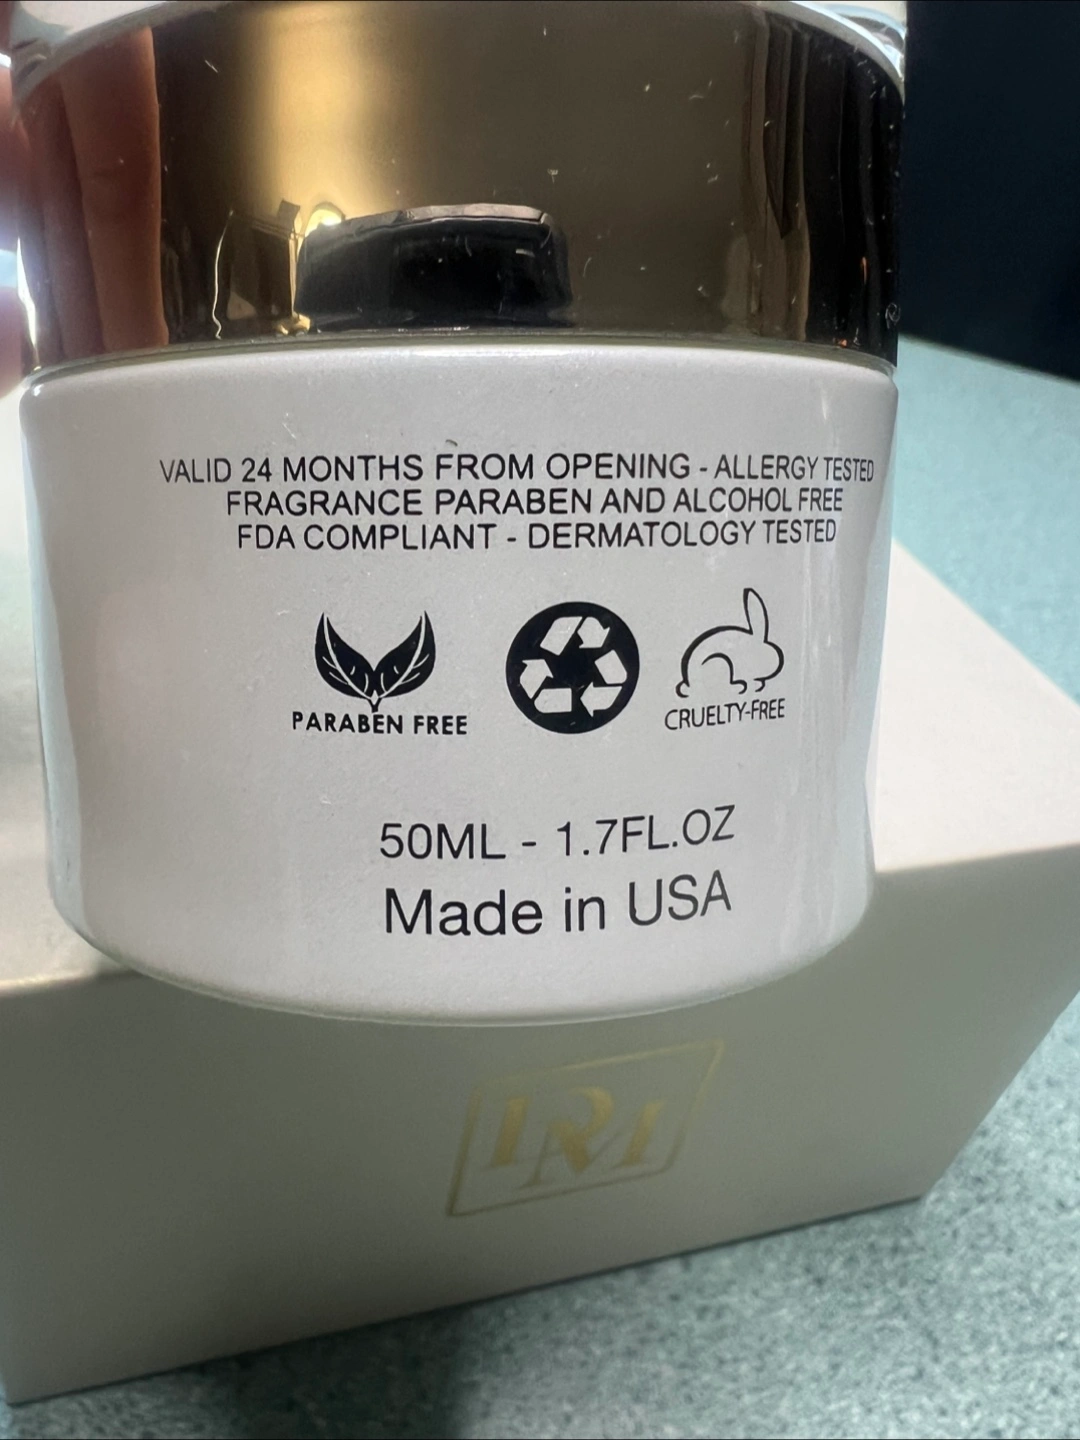 VALID 24 MONTHS FROM OPENING - ALLERGY TESTED
FRAGRANCE PARABEN AND ALCOHOL FREE
FDA COMPLIANT - DERMATOLOGY TESTED
PARABEN FREE
CRUELTY-FREE
50ML - 1.7FL.OZ
Made in USA